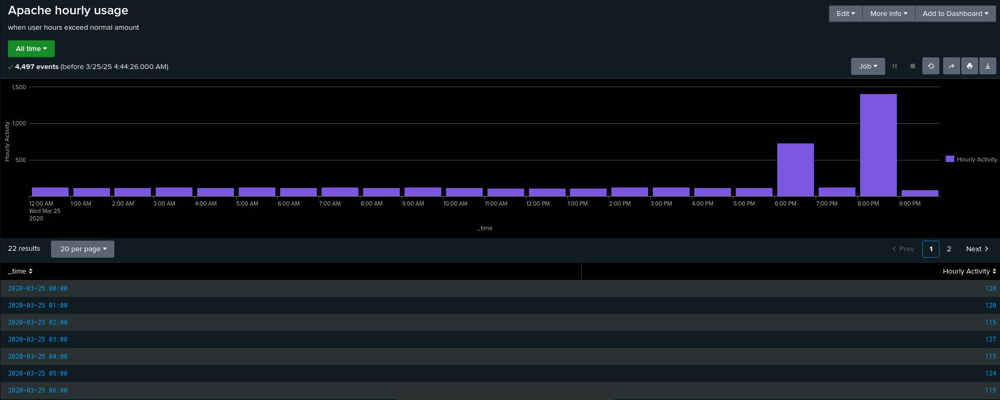 Apache hourly usage
Edit More Info Add to Dashboard
when user hours exceed normal amount
All time
4,497 events (before 3/25/25 4:44:26.000 AM)
Job
1,500
1,000
500
Hourly Activity
Hourly Activity
12:00 AM 1:00 AM 2:00 AM 3:00 AM 4:00 AM 5:00 AM 6:00 AM 7:00 AM 8:00 AM 9:00 AM 10:00 AM 11:00 AM 12:00 PM 1:00 PM 2:00 PM 3:00 PM 4:00 PM 5:00 PM 6:00 PM 7:00 PM 8:00 PM 9:00 PM
Wed Mar 25
2020
_time
22 results 20 per page Prev 1 2 Next
_time Hourly Activity
2020-03-25 00:00 128
2020-03-25 01:00 120
2020-03-25 02:00 115
2020-03-25 03:00 127
2020-03-25 04:00 115
2020-03-25 05:00 124
2020-03-25 06:00 115